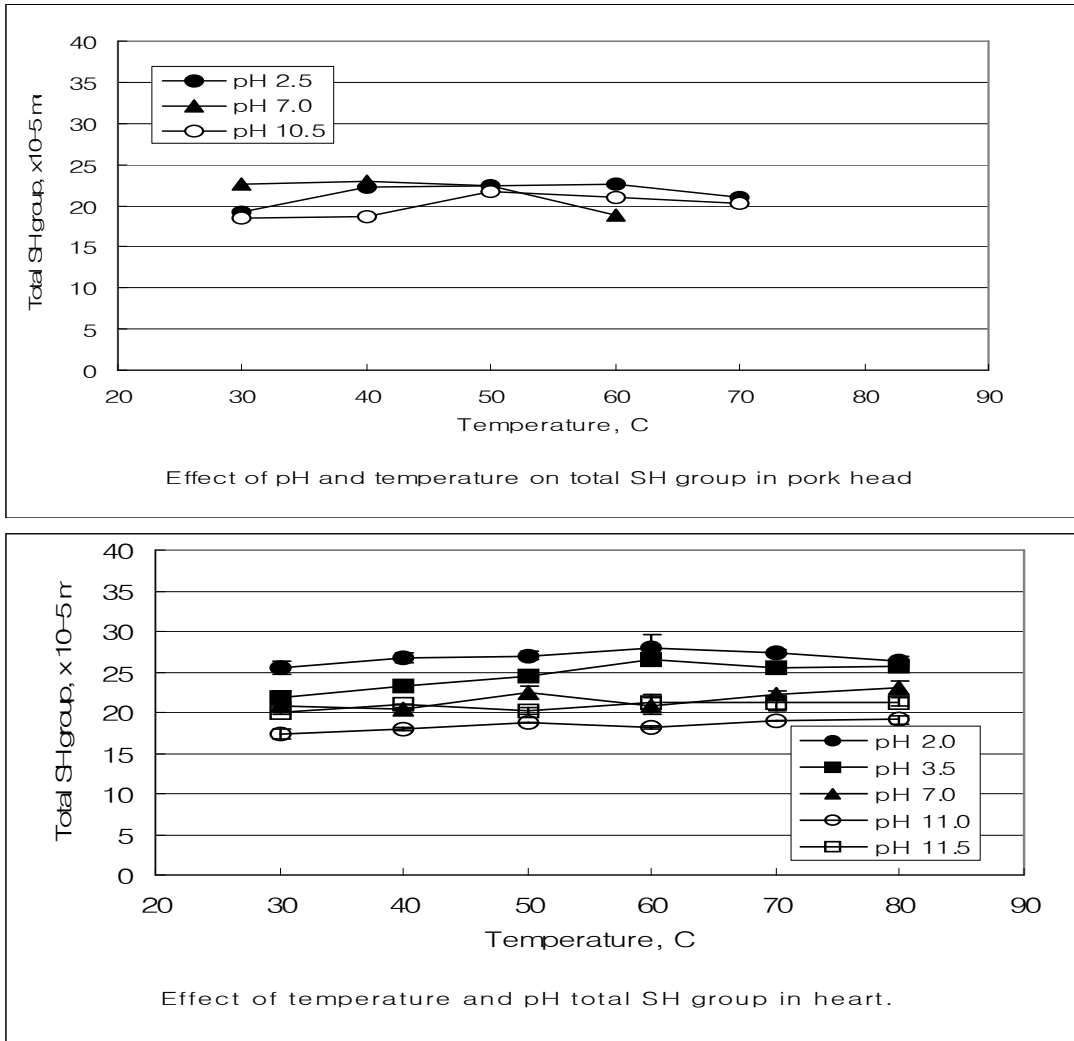 40
35
30
25
20
15
10
5
0
Total SH group, x10-5 m
pH 2.5
pH 7.0
pH 10.5
20 30 40 50 60 70 80 90
Temperature, C
Effect of pH and temperature on total SH group in pork head
40
35
30
25
20
15
10
5
0
Total SH group, x 10-5 m
pH 2.0
pH 3.5
pH 7.0
pH 11.0
pH 11.5
20 30 40 50 60 70 80 90
Temperature, C
Effect of temperature and pH total SH group in heart.